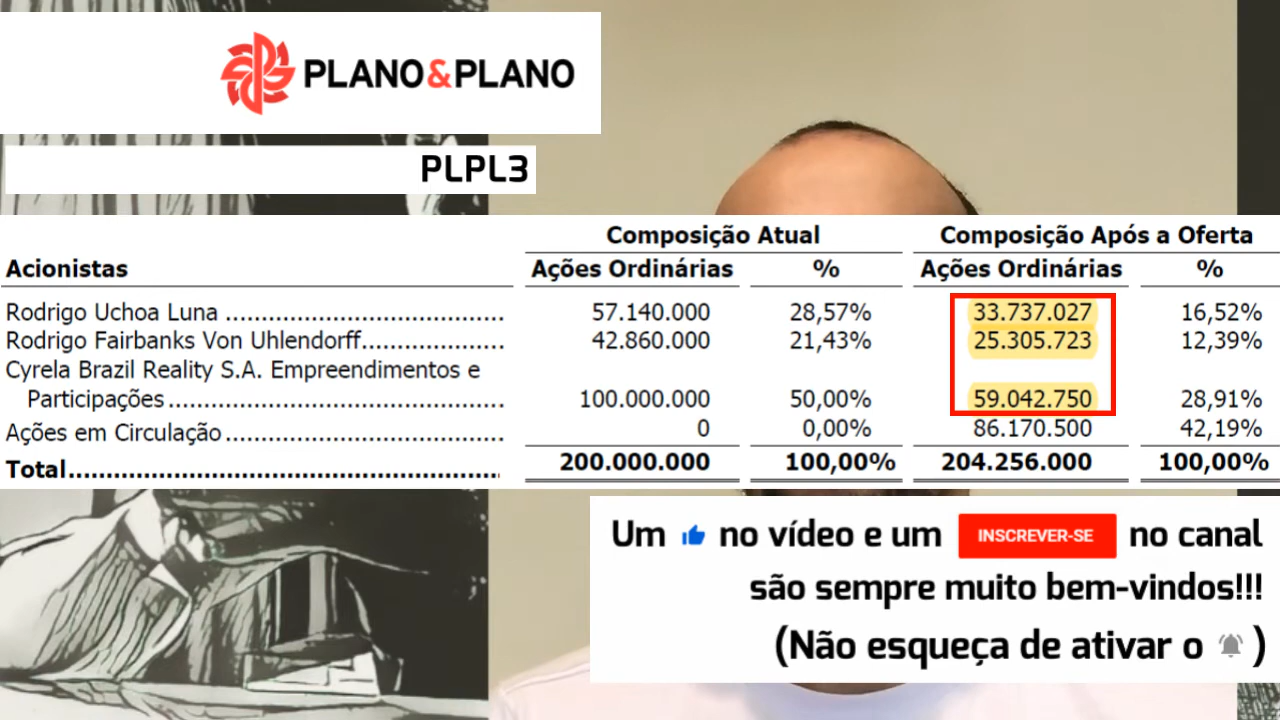 PLANO&PLANO
PLPL3
Composição Atual Composição Após a Oferta
Acionistas Ações Ordinárias % Ações Ordinárias %
Rodrigo Uchoa Luna ........................................ 57.140.000 28,57% 33.737.027 16,52%
Rodrigo Fairbanks Von Uhlendorff..................... 42.860.000 21,43% 25.305.723 12,39%
Cyrela Brazil Reality S.A. Empreendimentos e
Participações ................................................ 100.000.000 50,00% 59.042.750 28,91%
Ações em Circulação ........................................ 0 0,00% 86.170.500 42,19%
Total............................................................. 200.000.000 100,00% 204.256.000 100,00%
Um no vídeo e um INSCREVER-SE no canal
são sempre muito bem-vindos!!!
(Não esqueça de ativar o )